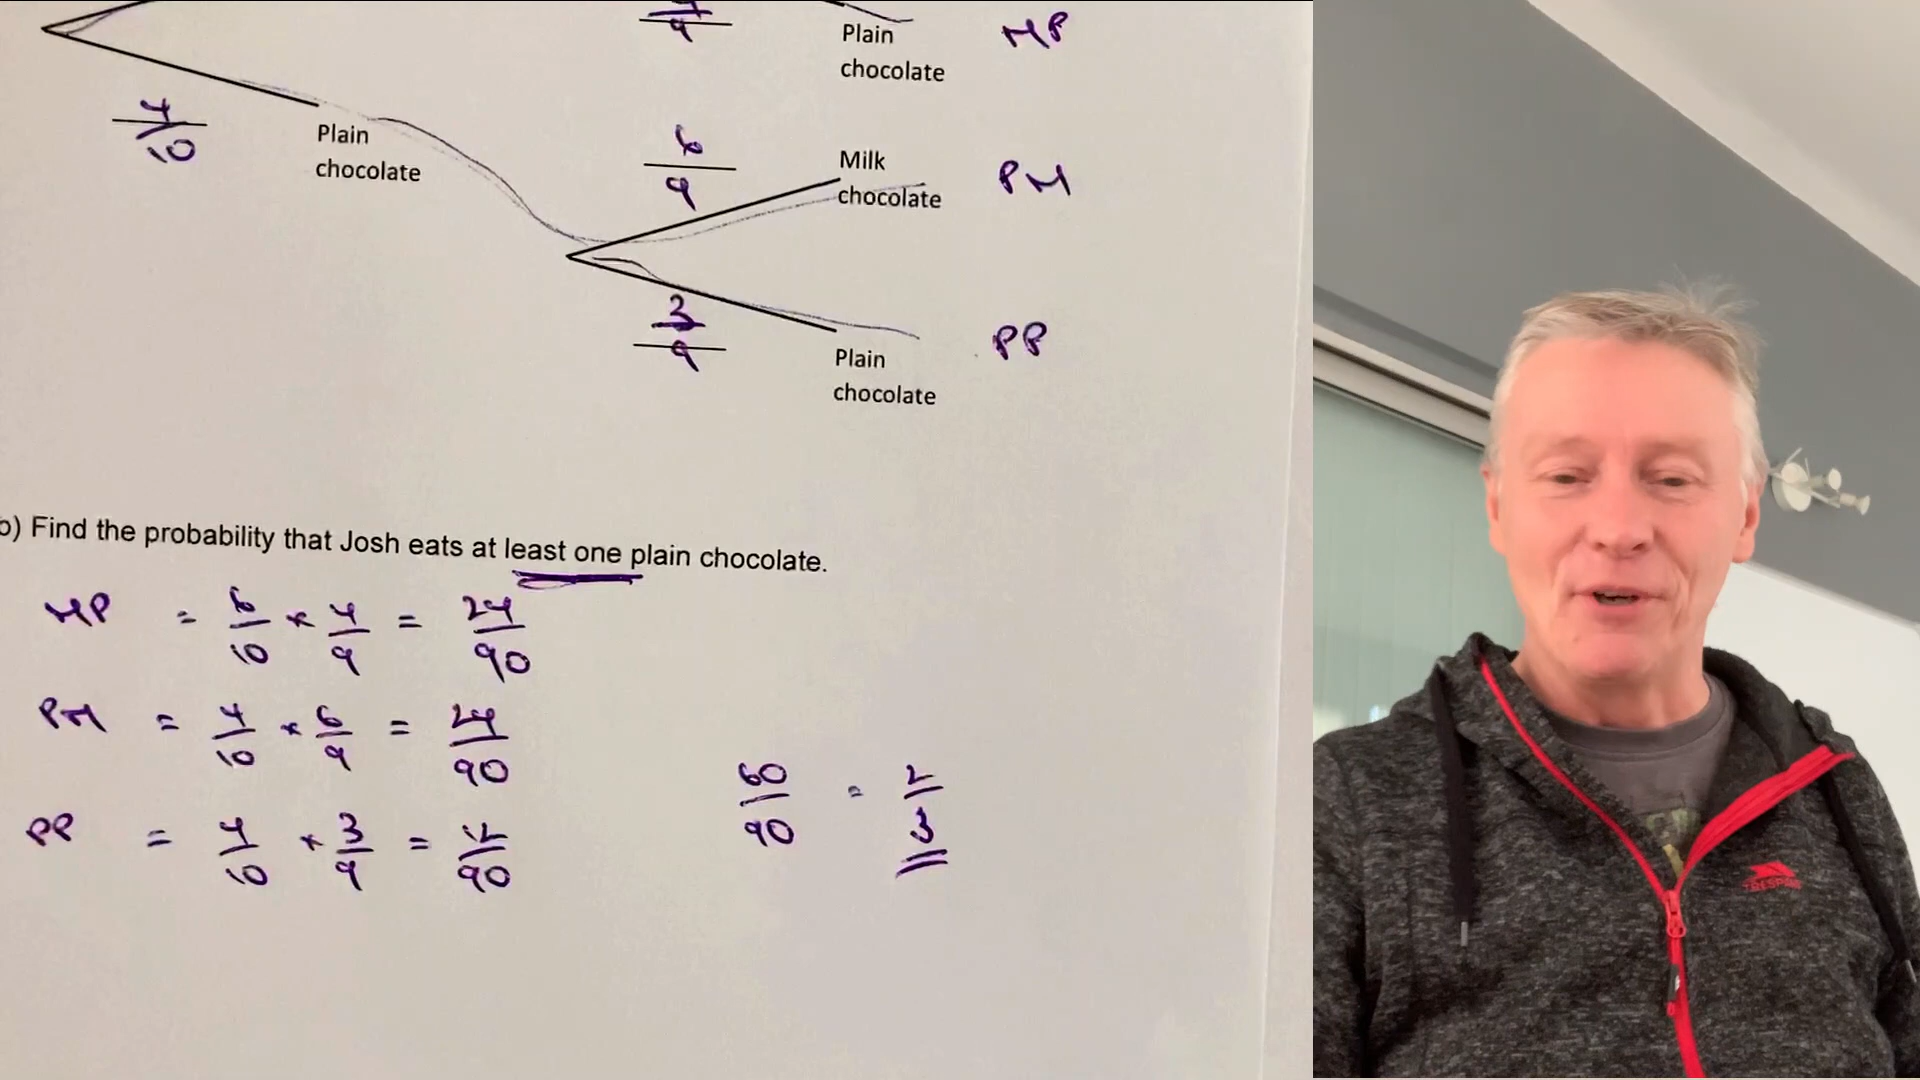 4/9
Plain
chocolate
MP
4/10
Plain
chocolate
6/9
Milk
chocolate
PM
3/9
Plain
chocolate
PP
b) Find the probability that Josh eats at least one plain chocolate.
MP = 6/10 × 4/9 = 24/90
PM = 4/10 × 6/9 = 24/90
60/90 = 2/3
PP = 4/10 × 3/9 = 12/90
TRESPASS